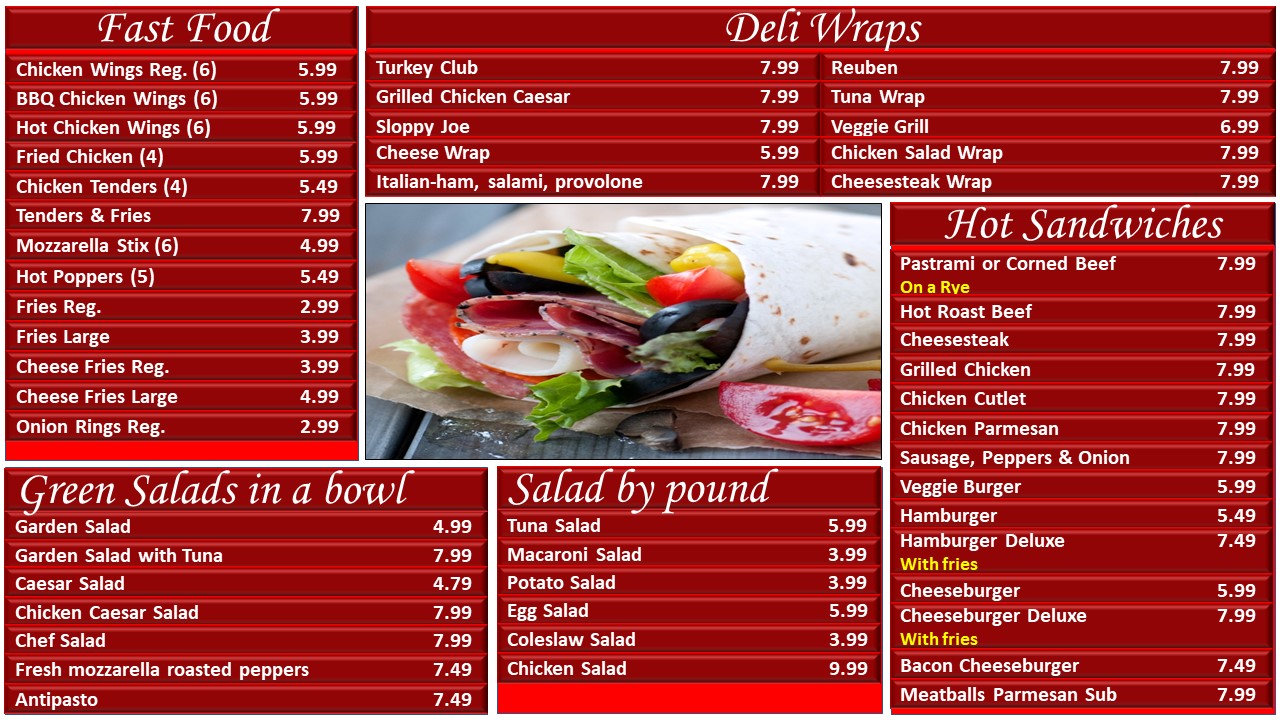 Fast Food
Chicken Wings Reg. (6) 5.99
BBQ Chicken Wings (6) 5.99
Hot Chicken Wings (6) 5.99
Fried Chicken (4) 5.99
Chicken Tenders (4) 5.49
Tenders & Fries 7.99
Mozzarella Stix (6) 4.99
Hot Poppers (5) 5.49
Fries Reg. 2.99
Fries Large 3.99
Cheese Fries Reg. 3.99
Cheese Fries Large 4.99
Onion Rings Reg. 2.99
Deli Wraps
Turkey Club 7.99
Grilled Chicken Caesar 7.99
Sloppy Joe 7.99
Cheese Wrap 5.99
Italian-ham, salami, provolone 7.99
Reuben 7.99
Tuna Wrap 7.99
Veggie Grill 6.99
Chicken Salad Wrap 7.99
Cheesesteak Wrap 7.99
Hot Sandwiches
Pastrami or Corned Beef 7.99
On a Rye
Hot Roast Beef 7.99
Cheesesteak 7.99
Grilled Chicken 7.99
Chicken Cutlet 7.99
Chicken Parmesan 7.99
Sausage, Peppers & Onion 7.99
Veggie Burger 5.99
Hamburger 5.49
Hamburger Deluxe 7.49
With fries
Cheeseburger 5.99
Cheeseburger Deluxe 7.99
With fries
Bacon Cheeseburger 7.49
Meatballs Parmesan Sub 7.99
Green Salads in a bowl
Garden Salad 4.99
Garden Salad with Tuna 7.99
Caesar Salad 4.79
Chicken Caesar Salad 7.99
Chef Salad 7.99
Fresh mozzarella roasted peppers 7.49
Antipasto 7.49
Salad by pound
Tuna Salad 5.99
Macaroni Salad 3.99
Potato Salad 3.99
Egg Salad 5.99
Coleslaw Salad 3.99
Chicken Salad 9.99